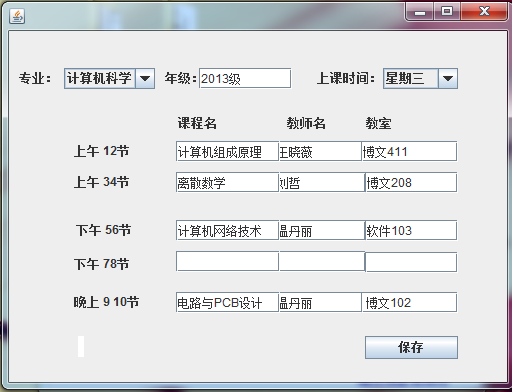 专业： 计算机科学 年级: 2013级 上课时间: 星期三
课程名 教师名 教室
上午 12节 计算机组成原理 王晓薇 博文411
上午 34节 离散数学 刘哲 博文208
下午 56节 计算机网络技术 温丹丽 软件103
下午 78节
晚上 9 10节 电路与PCB设计 温丹丽 博文102
保存